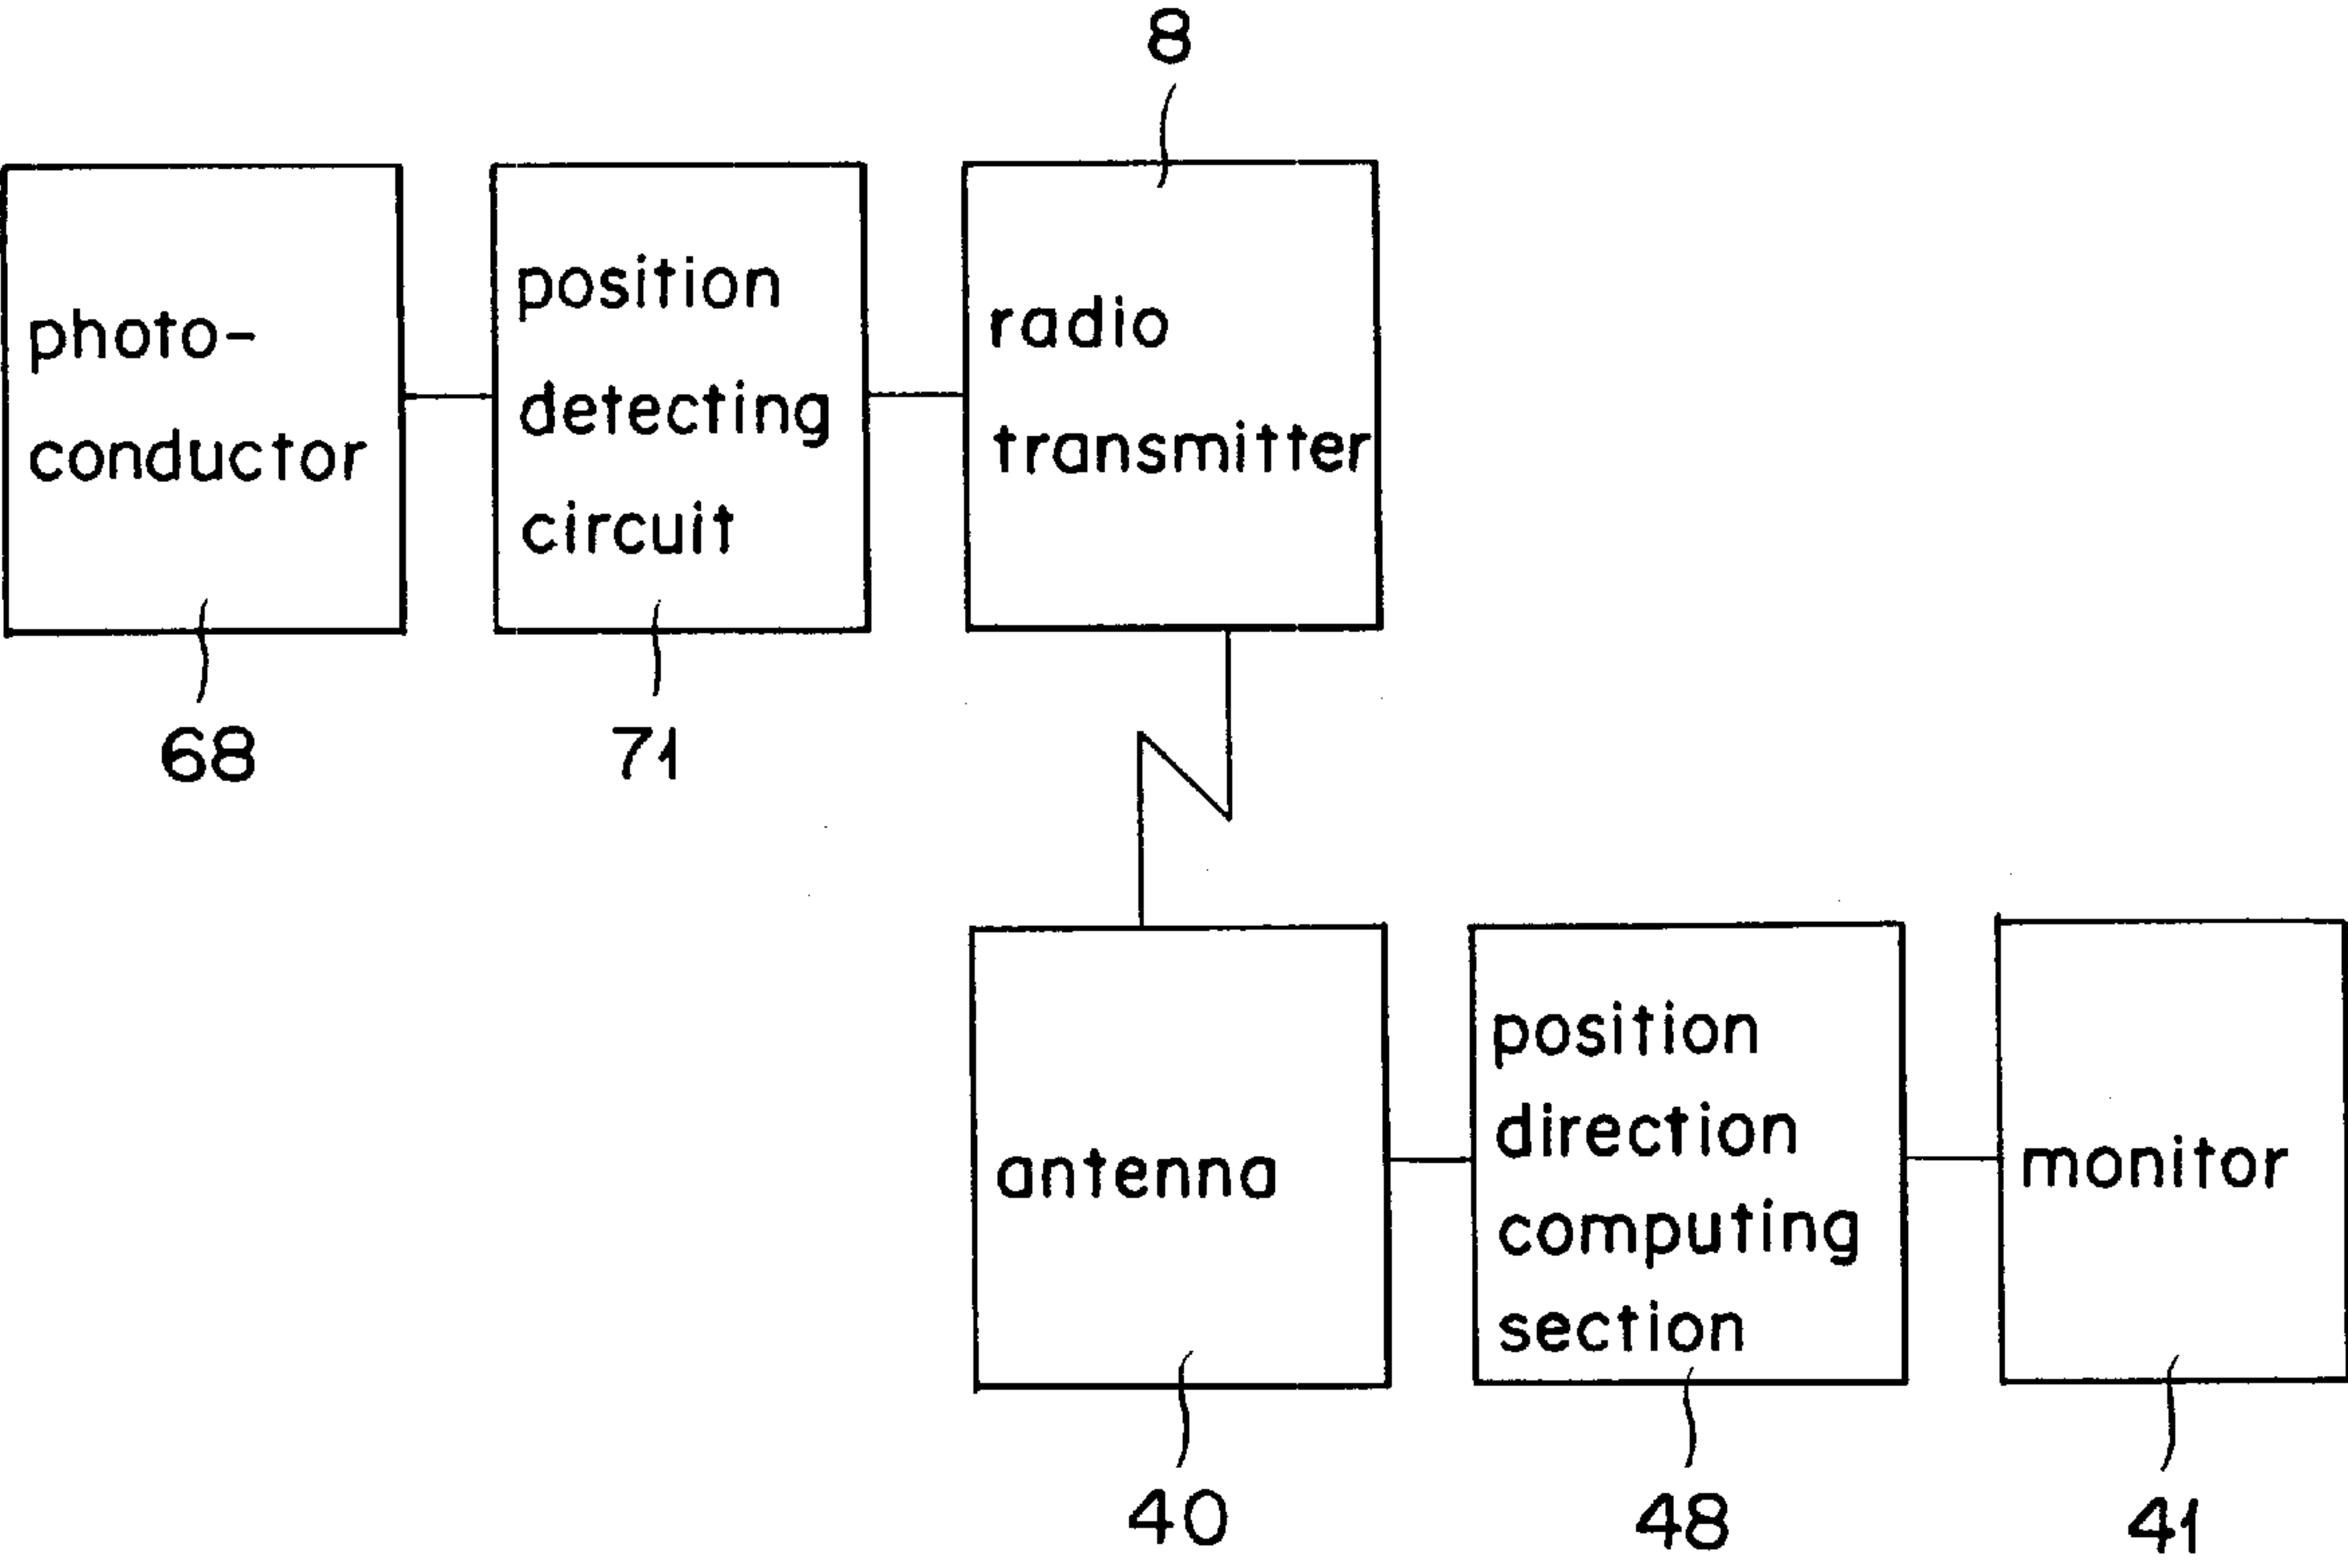 8
photo-
conductor
position
detecting
circuit
radio
transmitter
68
71
antenna
position
direction
computing
section
monitor
40
48
41